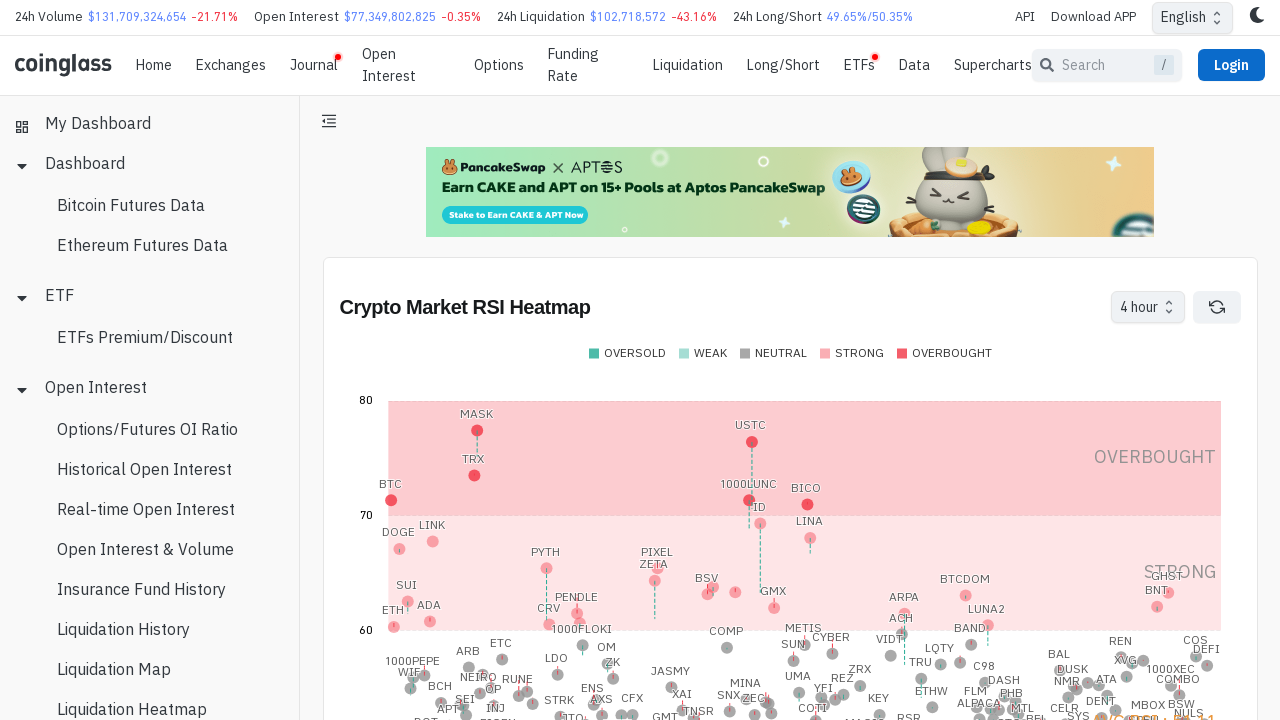 24h Volume $131,709,324,654 -21.71% Open Interest $77,349,802,825 -0.35% 24h Liquidation $102,718,572 -43.16% 24h Long/Short 49.65%/50.35% API Download APP English
coinglass Home Exchanges Journal Open Interest Options Funding Rate Liquidation Long/Short ETFs Data Supercharts Search / Login
My Dashboard
Dashboard
Bitcoin Futures Data
Ethereum Futures Data
ETF
ETFs Premium/Discount
Open Interest
Options/Futures OI Ratio
Historical Open Interest
Real-time Open Interest
Open Interest & Volume
Insurance Fund History
Liquidation History
Liquidation Map
Liquidation Heatmap
PancakeSwap × APTOS
Earn CAKE and APT on 15+ Pools at Aptos PancakeSwap
Stake to Earn CAKE & APT Now
Crypto Market RSI Heatmap
4 hour
OVERSOLD WEAK NEUTRAL STRONG OVERBOUGHT
80
MASK
USTC
OVERBOUGHT
TRX
BTC 1000LUNC BICO
70
ID
DOGE LINK LINA
PYTH PIXEL
ZETA STRONG
GHST
SUI BSV BTCDOM
PENDLE GMX ARPA BNT
ETH ADA CRV LUNA2
ACH
60
1000FLOKI COMP METIS BAND
ETC OM SUN CYBER VIDT LQTY REN COS
ARB LDO ZK BAL DEFI
1000PEPE TRU C98 XVG
WIF NEIRO RUNE JASMY UMA REZ ZRX DUSK 1000XEC
BCH OP ENS MINA YFI ETHW DASH NMR ATA COMBO
SEI STRK AXS CFX XAI SNX ZEC KEY FLM PHB DENT
APT INJ TNSR COTI ALPACA MTL CELR MBOX BSW
GMT RSR SYS